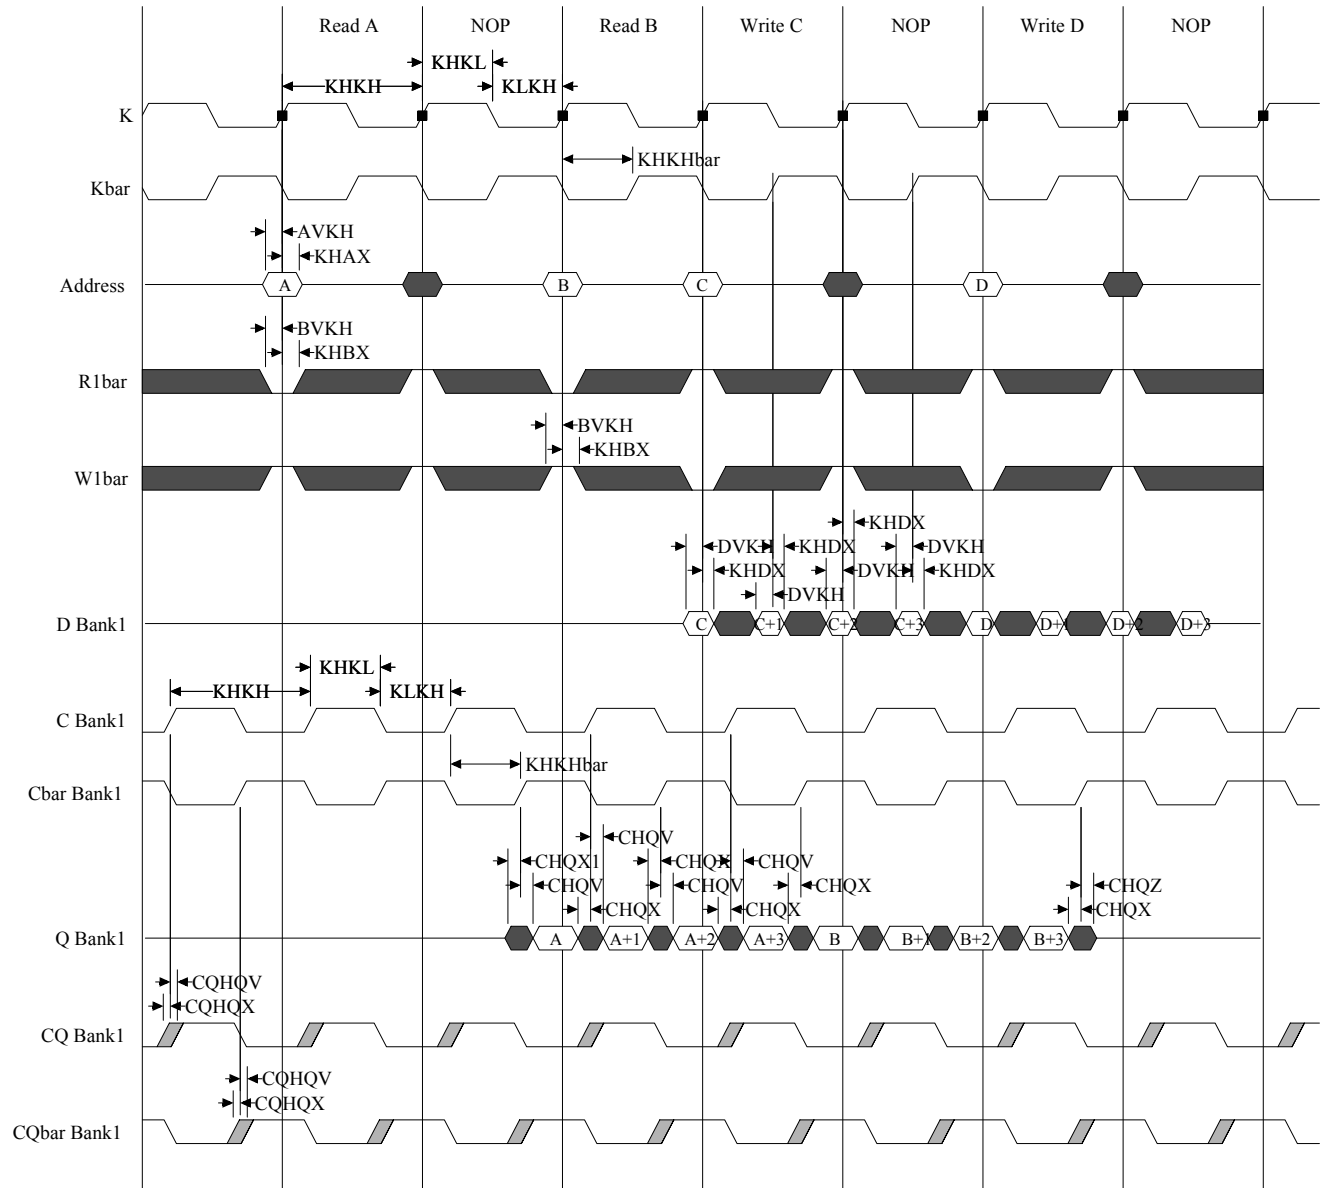 Read A NOP Read B Write C NOP Write D NOP
KHKL
KHKH KLKH
K
KHKHbar
Kbar
AVKH
KHAX
Address A B C D
BVKH
KHBX
R1bar
BVKH
KHBX
W1bar
KHDX
DVKH KHDX DVKH
KHDX DVKH KHDX
DVKH
D Bank1 C C+1 C+2 C+3 D D+1 D+2 D+3
KHKL
KHKH KLKH
C Bank1
KHKHbar
Cbar Bank1
CHQV
CHQX1 CHQX CHQV
CHQV CHQV CHQX CHQZ
CHQX CHQX CHQX
Q Bank1 A A+1 A+2 A+3 B B+1 B+2 B+3
CQHQV
CQHQX
CQ Bank1
CQHQV
CQHQX
CQbar Bank1